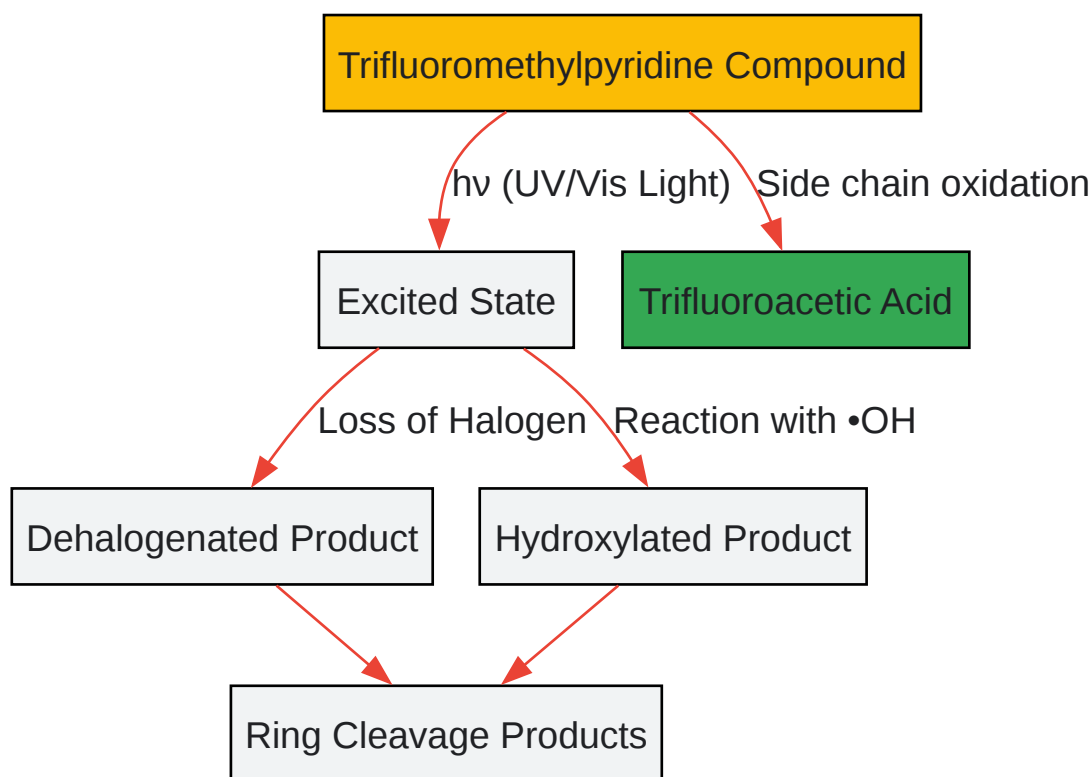 Trifluoromethylpyridine Compound
hν (UV/Vis Light)
Side chain oxidation
Excited State
Trifluoroacetic Acid
Loss of Halogen
Reaction with •OH
Dehalogenated Product
Hydroxylated Product
Ring Cleavage Products